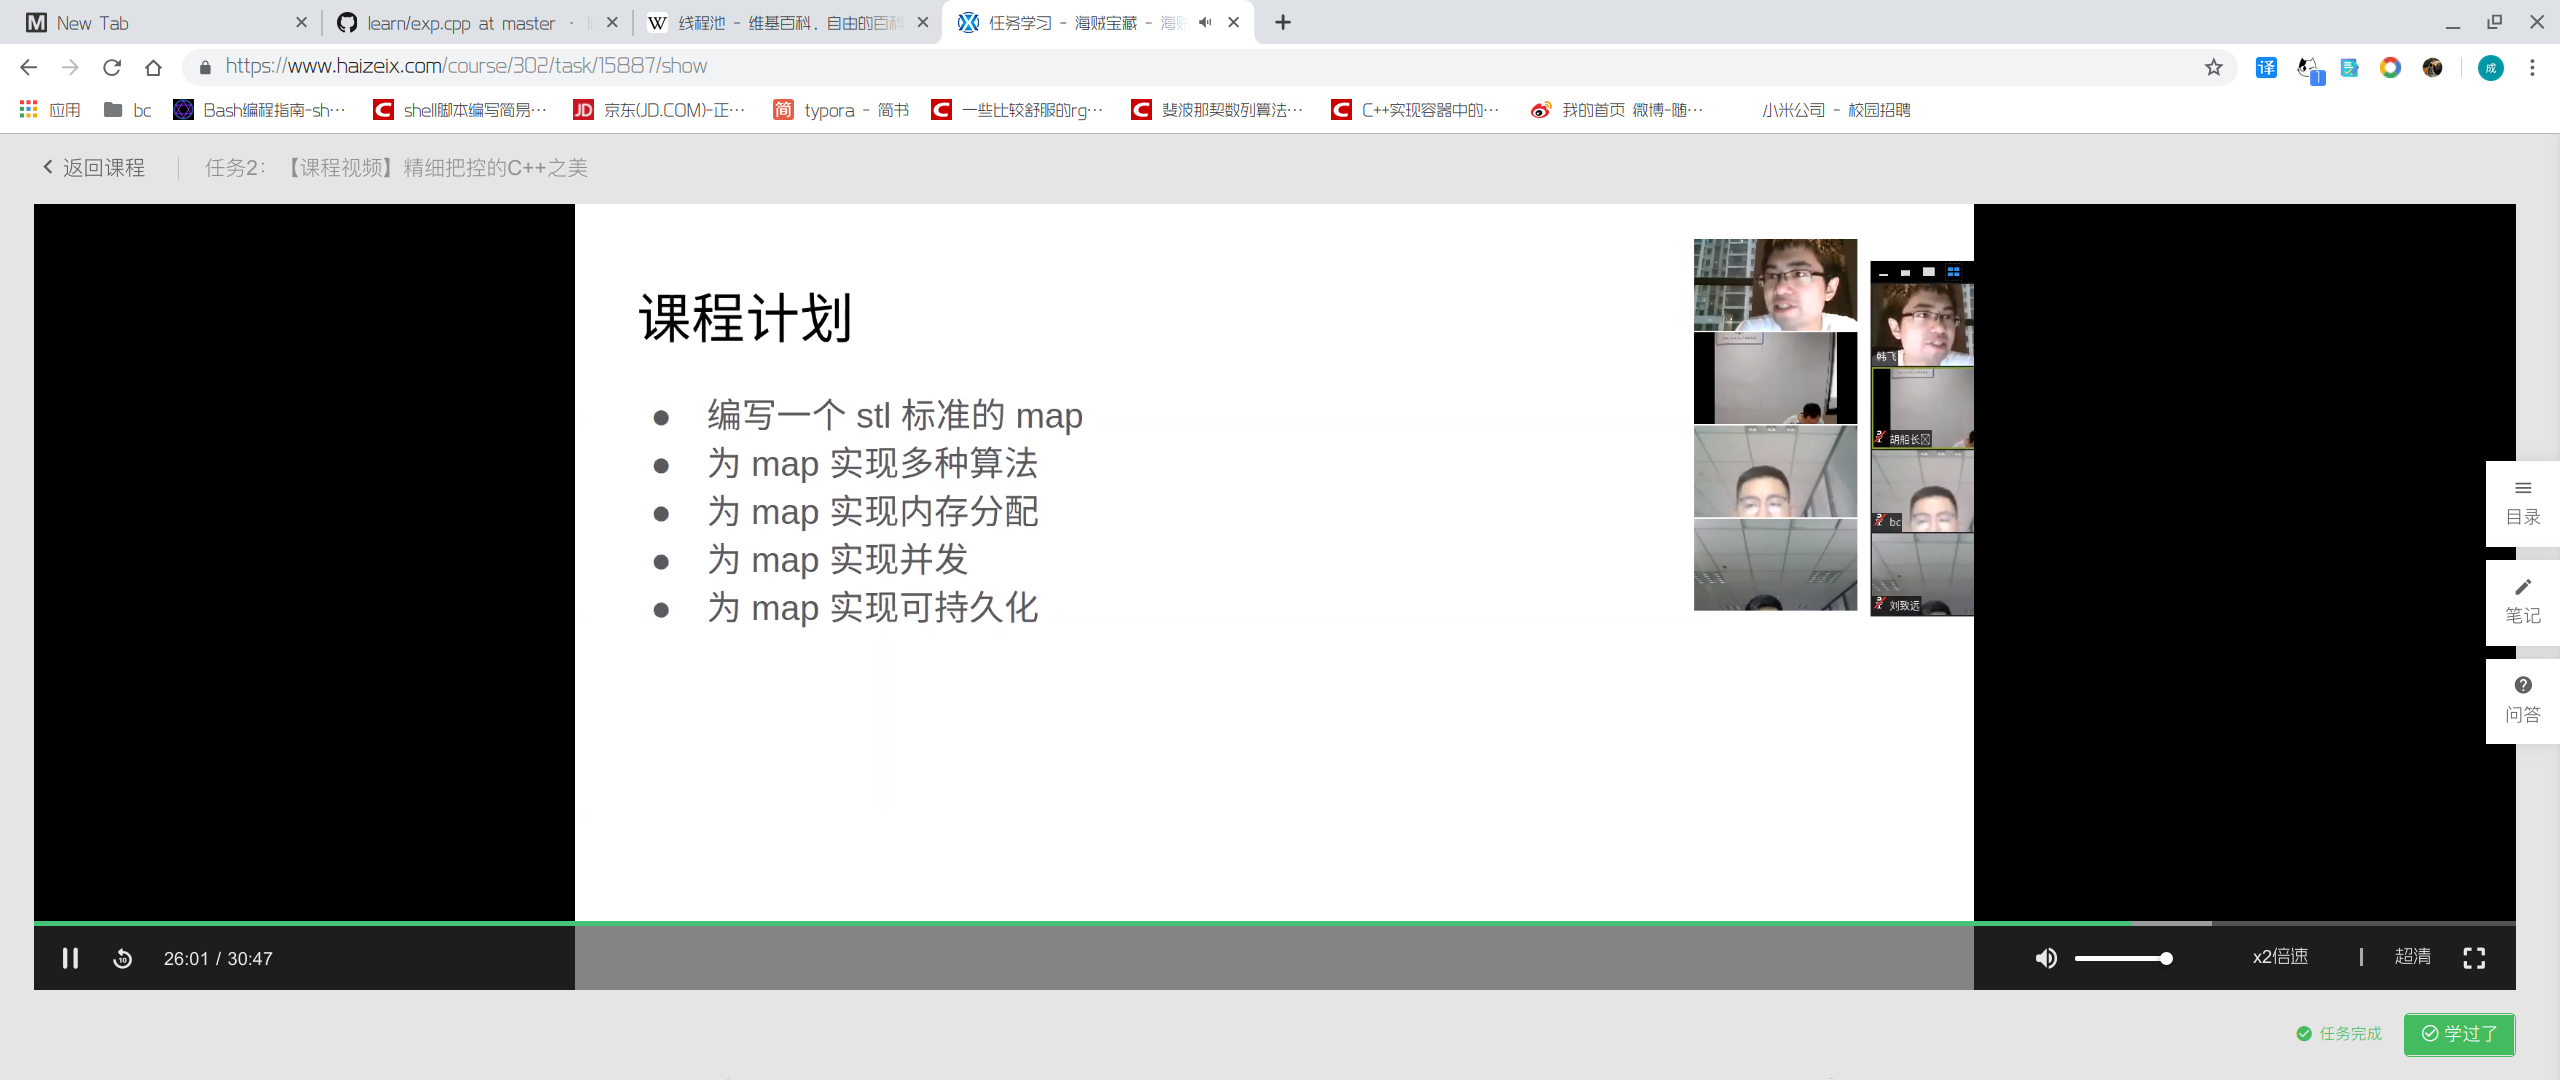 New Tab
learn/exp.cpp at master ·
线程池 - 维基百科，自由的百科
任务学习 - 海贼宝藏 - 海贼
https://www.haizeix.com/course/302/task/15887/show
译
1
成
应用
bc
Bash编程指南-sh…
shell脚本编写简易…
JD
京东(JD.COM)-正…
简
typora - 简书
一些比较舒服的rg…
斐波那契数列算法…
C++实现容器中的…
我的首页 微博-随…
小米公司 - 校园招聘
返回课程
任务2: 【课程视频】精细把控的C++之美
课程计划
● 编写一个 stl 标准的 map
● 为 map 实现多种算法
● 为 map 实现内存分配
● 为 map 实现并发
● 为 map 实现可持久化
韩飞
胡船长
bc
刘致远
目录
笔记
问答
10
26:01 / 30:47
x2倍速
超清
任务完成
学过了